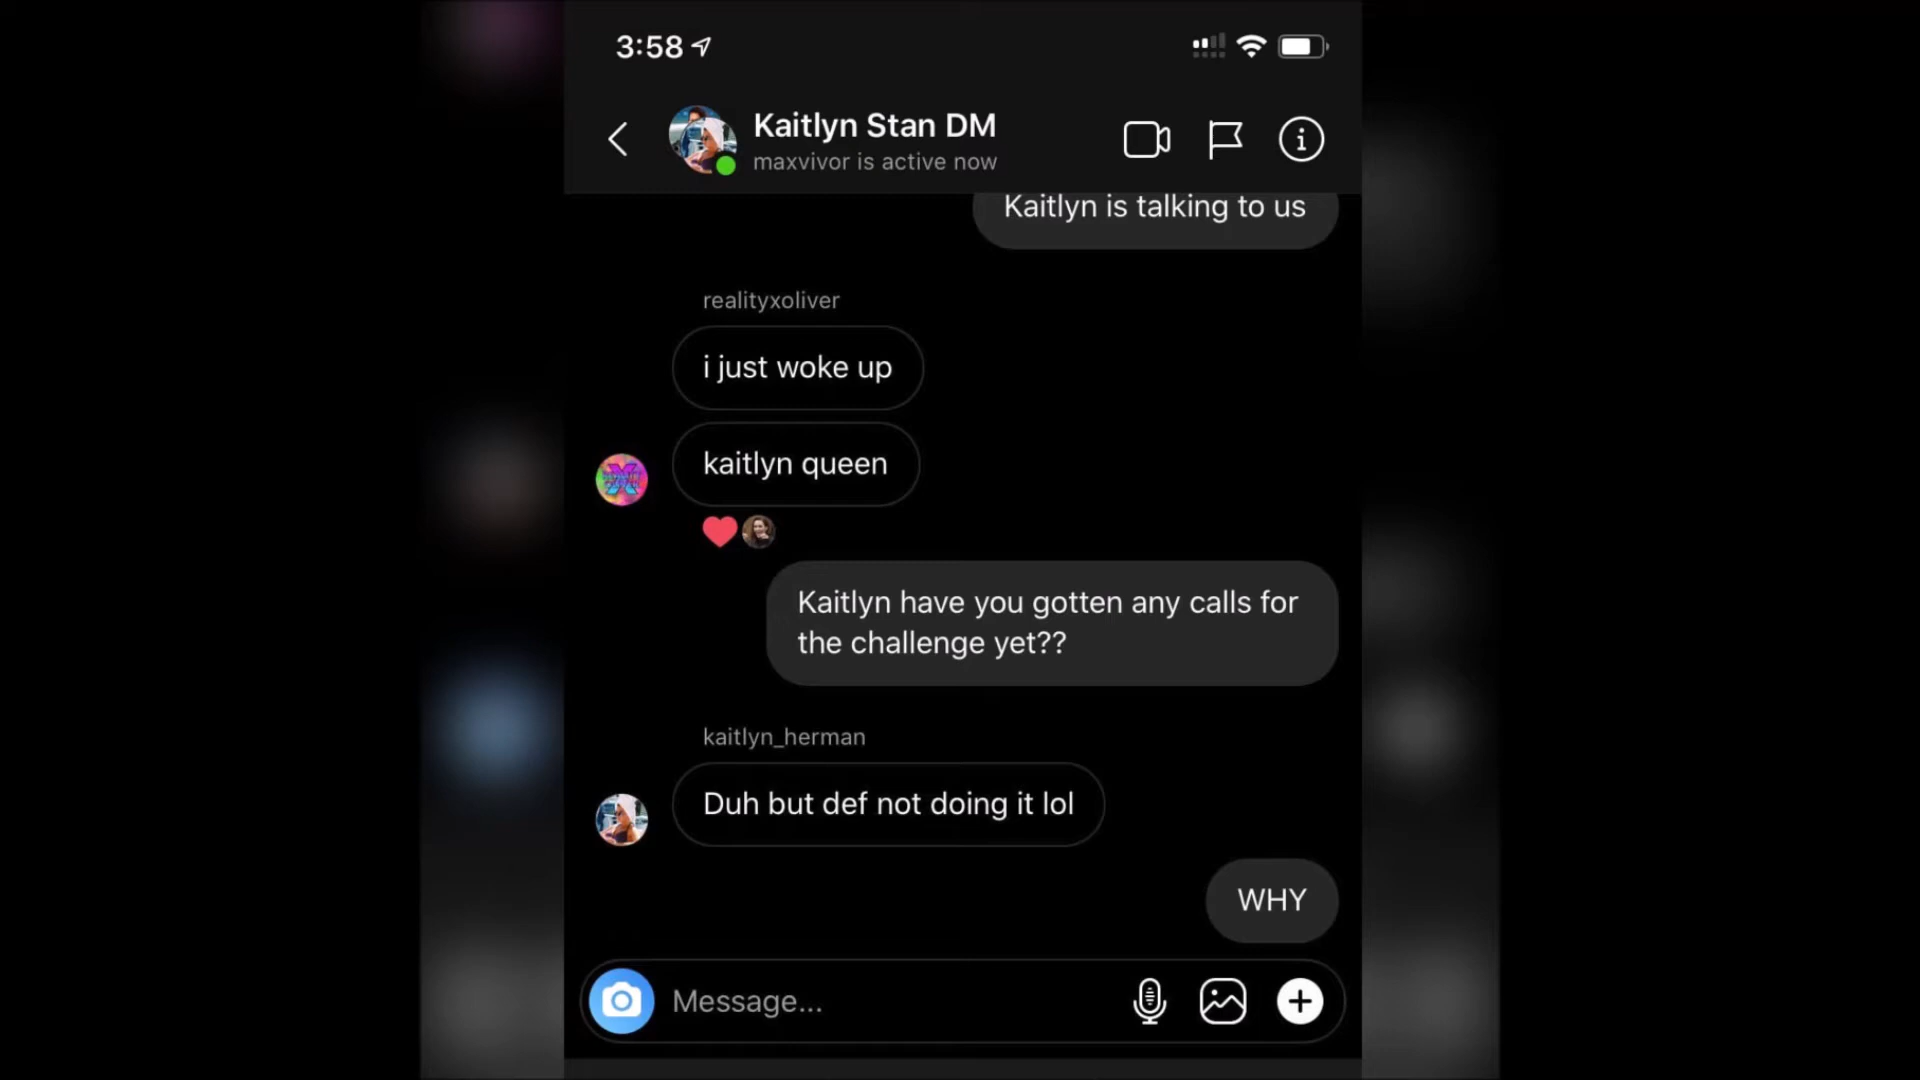 3:58
Kaitlyn Stan DM
maxvivor is active now
Kaitlyn is talking to us
realityxoliver
i just woke up
kaitlyn queen
Kaitlyn have you gotten any calls for
the challenge yet??
kaitlyn_herman
Duh but def not doing it lol
WHY
Message...